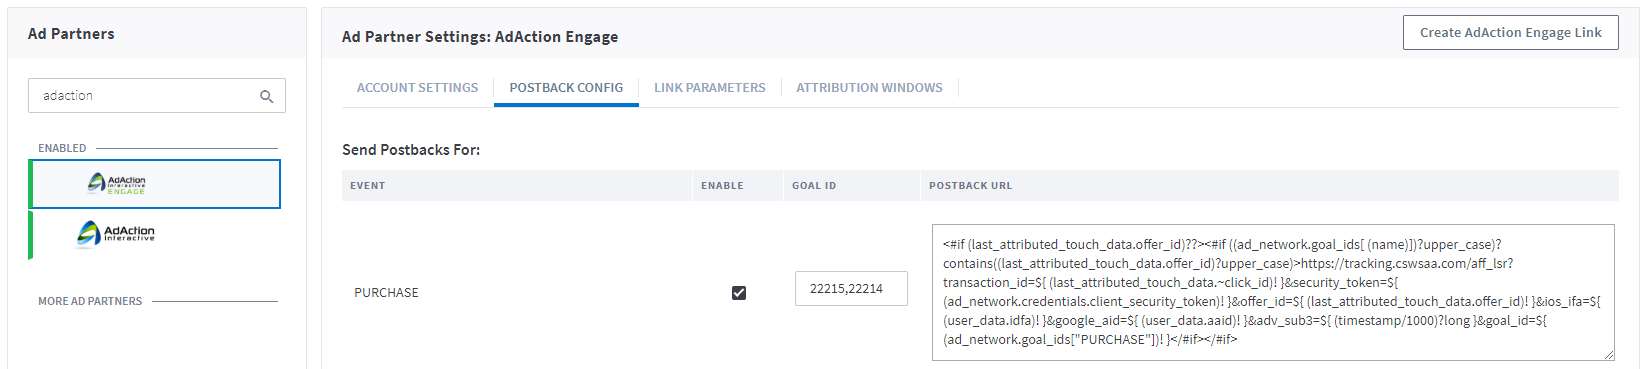 Ad Partners
adaction
ENABLED
AdAction
Interactive
ENGAGE
AdAction
Interactive
MORE AD PARTNERS
Ad Partner Settings: AdAction Engage
Create AdAction Engage Link
ACCOUNT SETTINGS
POSTBACK CONFIG
LINK PARAMETERS
ATTRIBUTION WINDOWS
Send Postbacks For:
EVENT ENABLE GOAL ID POSTBACK URL
PURCHASE
22215,22214
<#if (last_attributed_touch_data.offer_id)??><#if ((ad_network.goal_ids[ (name)])?upper_case)?
contains((last_attributed_touch_data.offer_id)?upper_case)>https://tracking.cswsaa.com/aff_lsr?
transaction_id=${ (last_attributed_touch_data.~click_id)! }&security_token=${
(ad_network.credentials.client_security_token)! }&offer_id=${ (last_attributed_touch_data.offer_id)! }&ios_ifa=${
(user_data.idfa)! }&google_aid=${ (user_data.aaid)! }&adv_sub3=${ (timestamp/1000)?long }&goal_id=${
(ad_network.goal_ids["PURCHASE"])! }</#if></#if>